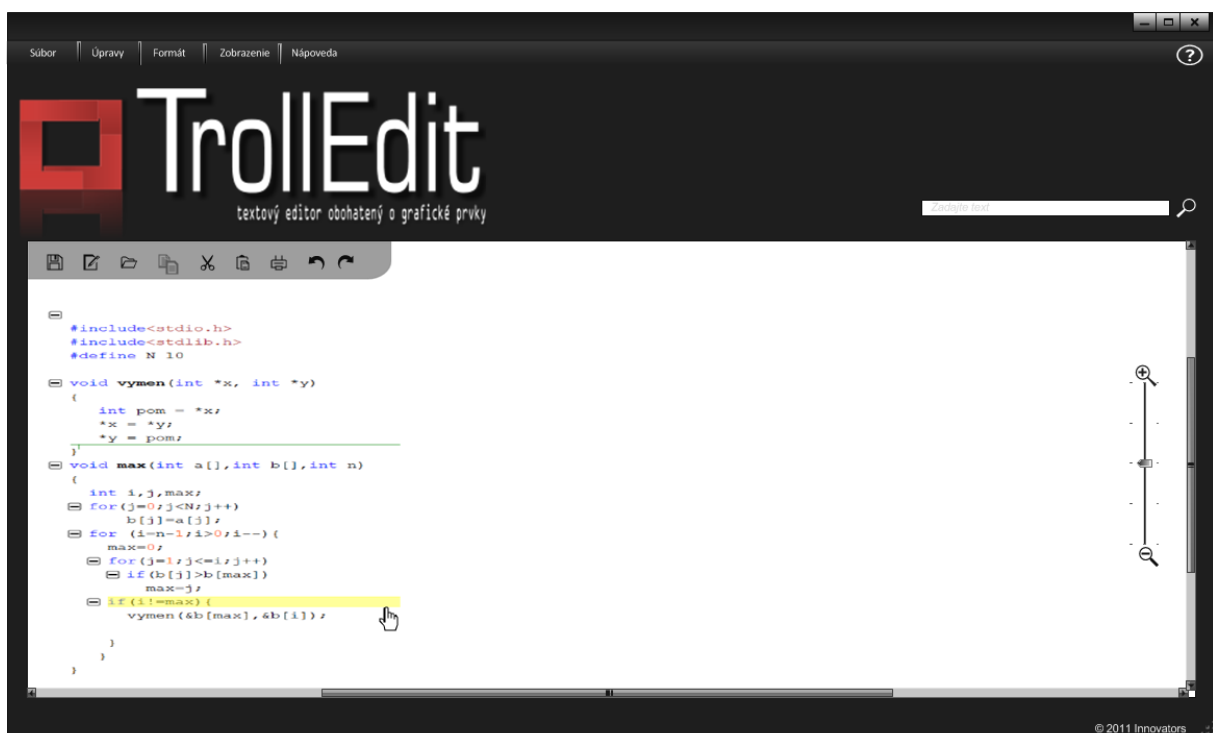 Súbor Úpravy Formát Zobrazenie Nápoveda
TrollEdit
textový editor obohatený o grafické prvky
Zadajte text
#include<stdio.h>
#include<stdlib.h>
#define N 10
void vymen(int *x, int *y)
{
int pom = *x;
*x = *y;
*y = pom;
}
void max(int a[],int b[],int n)
{
int i,j,max;
for(j=0;j<N;j++)
b[j]=a[j];
for (i=n-1;i>0;i--){
max=0;
for(j=1;j<=i;j++)
if(b[j]>b[max])
max=j;
if(i!=max){
vymen(&b[max],&b[i]);
}
}
}
© 2011 Innovators